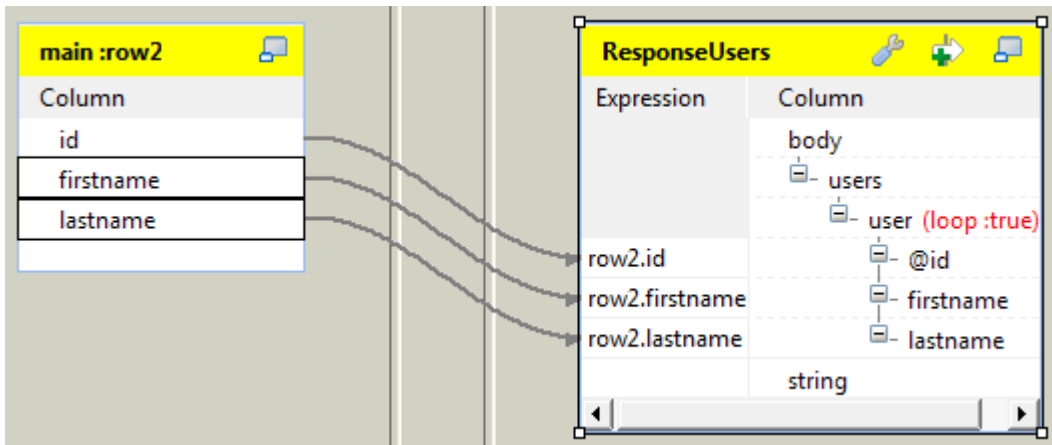 main :row2
Column
id
firstname
lastname
ResponseUsers
Expression Column
body
users
user (loop :true)
row2.id @id
row2.firstname firstname
row2.lastname lastname
string